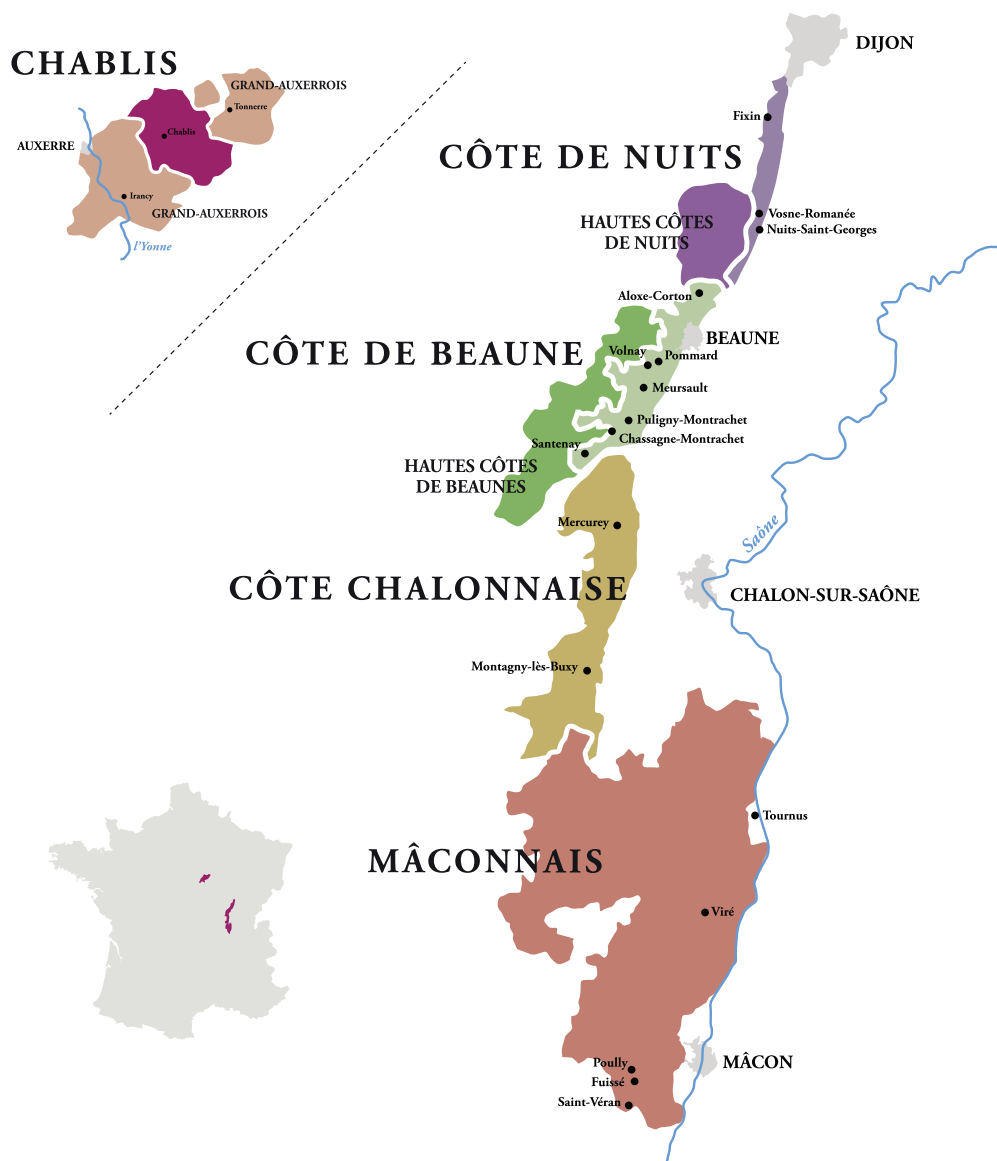 CHABLIS
GRAND-AUXERROIS
Tonnerre
Chablis
AUXERRE
Irancy
GRAND-AUXERROIS
l'Yonne
DIJON
Fixin
CÔTE DE NUITS
HAUTES CÔTES
DE NUITS
Vosne-Romanée
Nuits-Saint-Georges
Aloxe-Corton
BEAUNE
CÔTE DE BEAUNE
Volnay
Pommard
Meursault
Puligny-Montrachet
Chassagne-Montrachet
Santenay
HAUTES CÔTES
DE BEAUNES
Mercurey
Saône
CÔTE CHALONNAISE
CHALON-SUR-SAÔNE
Montagny-lès-Buxy
Tournus
MÂCONNAIS
Viré
Poully
Fuissé
Saint-Véran
MÂCON